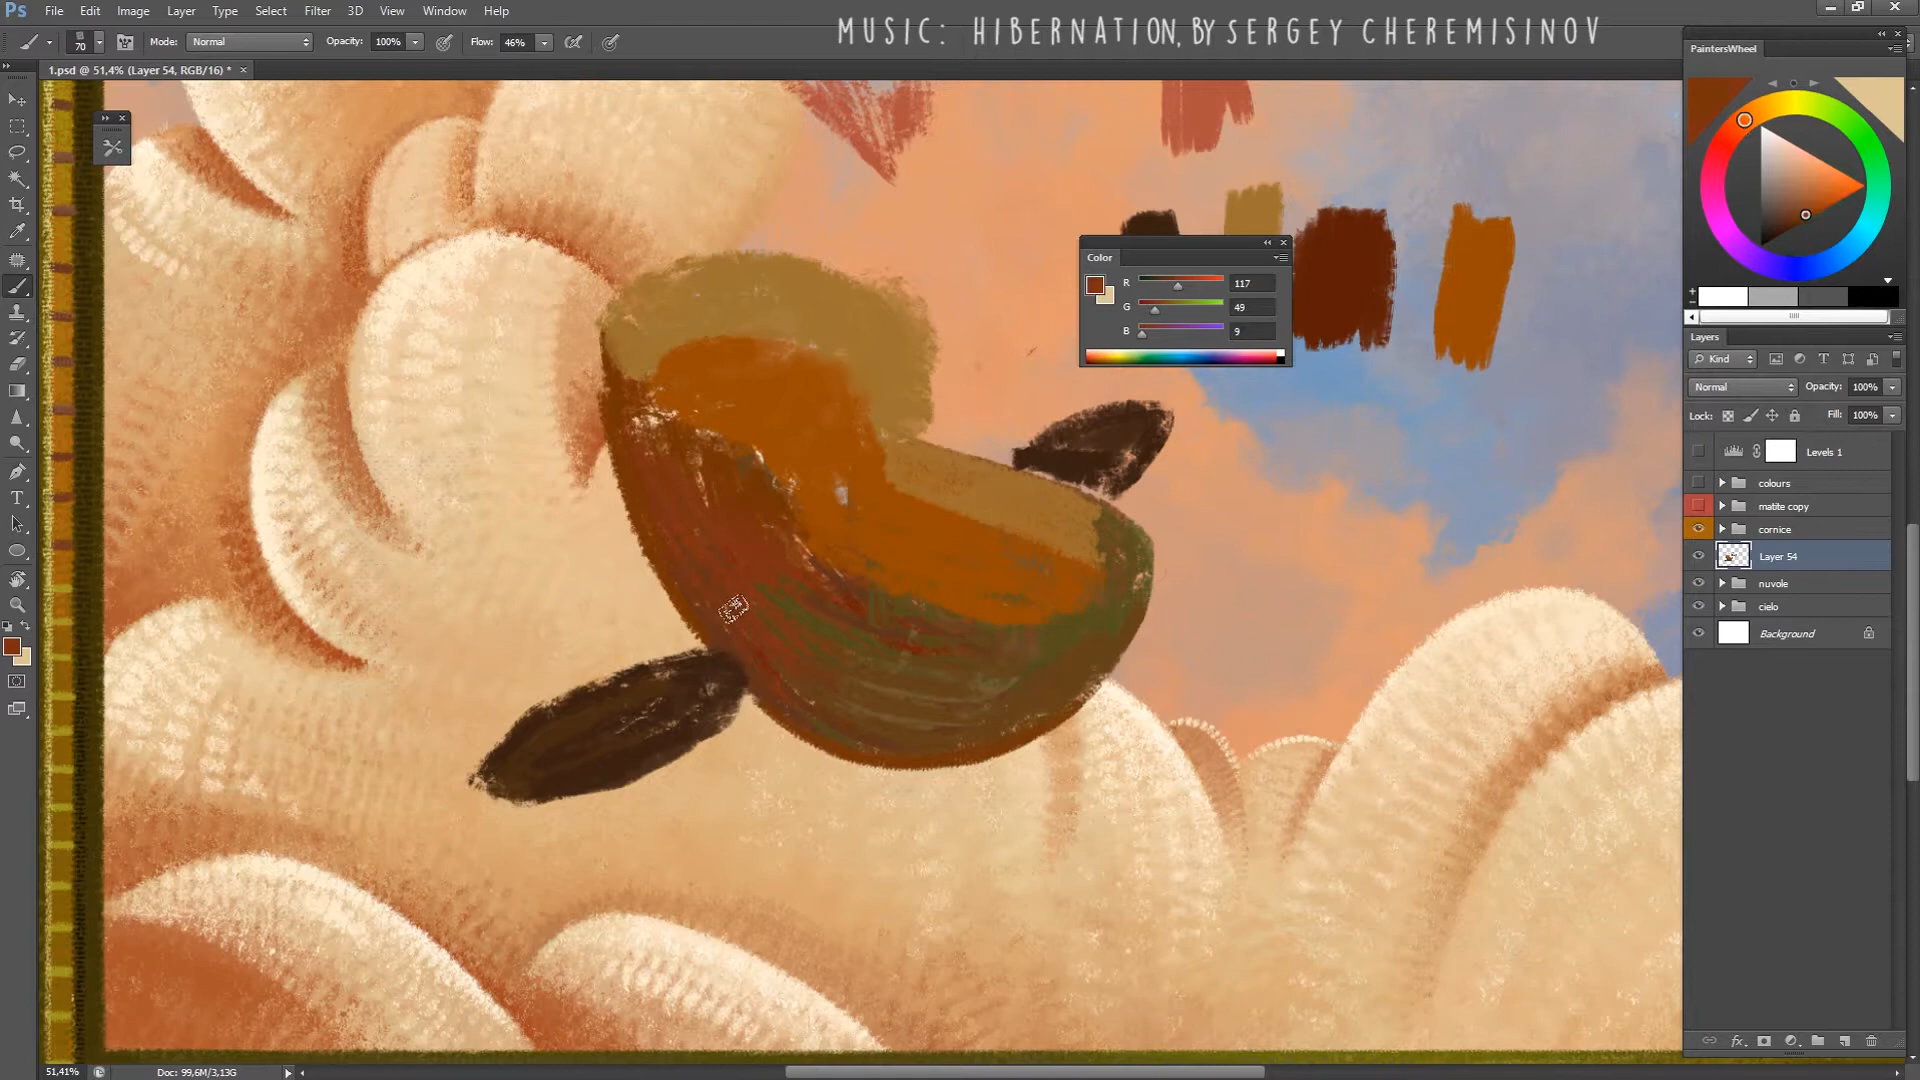 Ps File Edit Image Layer Type Select Filter 3D View Window Help
MUSIC: HIBERNATION, BY SERGEY CHEREMISINOV
70 Mode: Normal Opacity: 100% Flow: 46%
1.psd @ 51,4% (Layer 54, RGB/16) * ×
PaintersWheel
Color
R 117
G 49
B 9
Layers
Kind
Normal Opacity: 100%
Lock: Fill: 100%
Levels 1
colours
matite copy
cornice
Layer 54
nuvole
cielo
Background
fx
51,41% Doc: 99,6M/3,13G